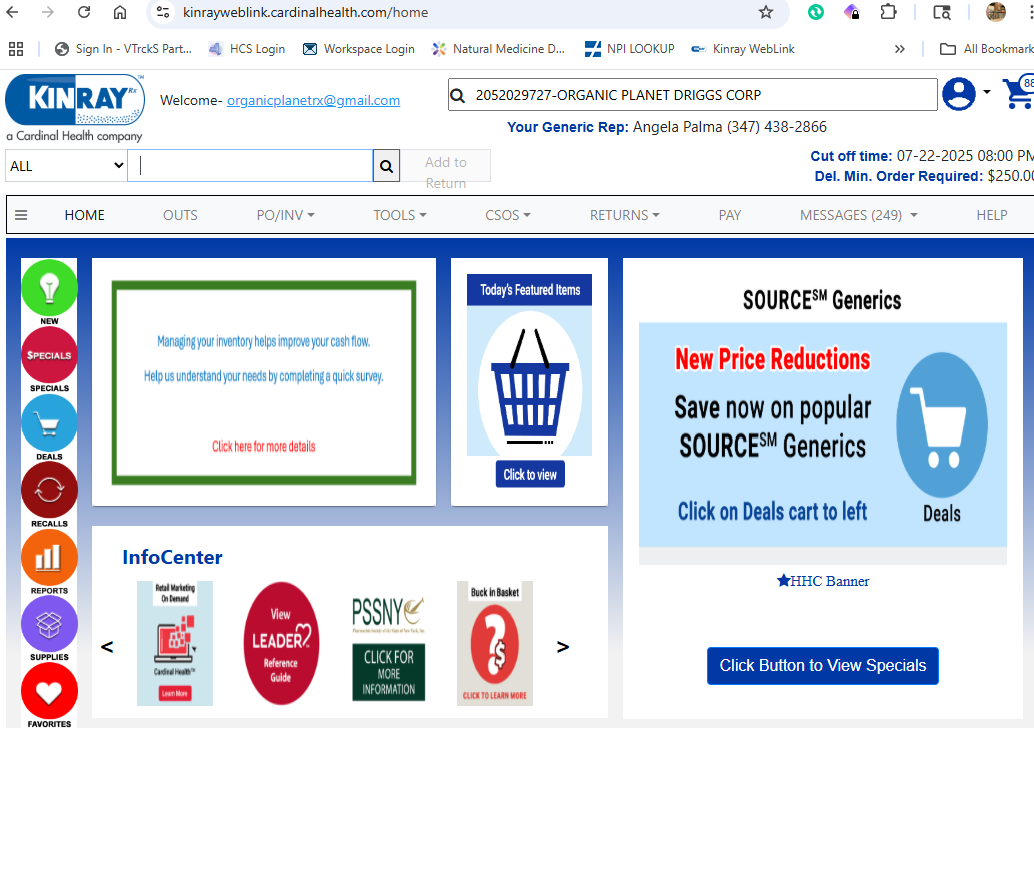 kinrayweblink.cardinalhealth.com/home
Sign In - VTrckS Part...
HCS Login
Workspace Login
Natural Medicine D...
NPI LOOKUP
Kinray WebLink
»
All Bookmark
KINRAY Rx ™
a Cardinal Health company
Welcome- organicplanetrx@gmail.com
2052029727-ORGANIC PLANET DRIGGS CORP
88
Your Generic Rep: Angela Palma (347) 438-2866
ALL
Add to
Return
Cut off time: 07-22-2025 08:00 PM
Del. Min. Order Required: $250.00
HOME
OUTS
PO/INV
TOOLS
CSOS
RETURNS
PAY
MESSAGES (249)
HELP
NEW
$PECIALS
SPECIALS
DEALS
RECALLS
REPORTS
SUPPLIES
FAVORITES
Managing your inventory helps improve your cash flow.
Help us understand your needs by completing a quick survey.
Click here for more details
Today's Featured Items
Click to view
SOURCE℠ Generics
New Price Reductions
Save now on popular
SOURCE℠ Generics
Click on Deals cart to left
Deals
★HHC Banner
Click Button to View Specials
InfoCenter
<
Retail Marketing
On Demand
Cardinal Health™
Learn More
View
LEADER
Reference
Guide
PSSNY
Pharmacists Society of the State of New York, Inc.
CLICK FOR
MORE
INFORMATION
Buck in Basket
?
$
CLICK TO LEARN MORE
>